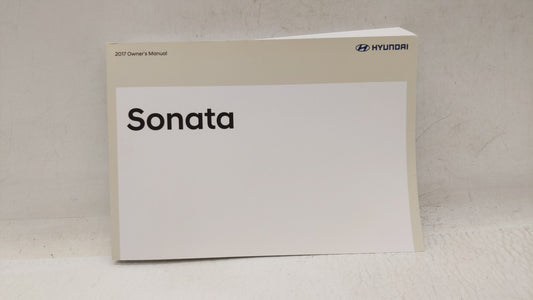 2017 Owner's Manual
HYUNDAI
Sonata